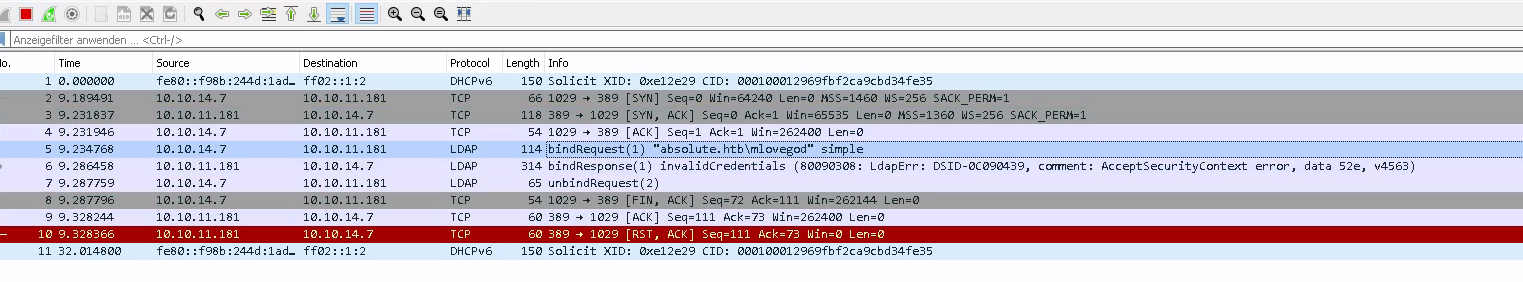 Anzeigefilter anwenden ... <Ctrl-/>
No. Time Source Destination Protocol Length Info
1 0.000000 fe80::f98b:244d:1ad… ff02::1:2 DHCPv6 150 Solicit XID: 0xe12e29 CID: 000100012969fbf2ca9cbd34fe35
2 9.189491 10.10.14.7 10.10.11.181 TCP 66 1029 → 389 [SYN] Seq=0 Win=64240 Len=0 MSS=1460 WS=256 SACK_PERM=1
3 9.231837 10.10.11.181 10.10.14.7 TCP 118 389 → 1029 [SYN, ACK] Seq=0 Ack=1 Win=65535 Len=0 MSS=1360 WS=256 SACK_PERM=1
4 9.231946 10.10.14.7 10.10.11.181 TCP 54 1029 → 389 [ACK] Seq=1 Ack=1 Win=262400 Len=0
5 9.234768 10.10.14.7 10.10.11.181 LDAP 114 bindRequest(1) "absolute.htb\mlovegod" simple
6 9.286458 10.10.11.181 10.10.14.7 LDAP 314 bindResponse(1) invalidCredentials (80090308: LdapErr: DSID-0C090439, comment: AcceptSecurityContext error, data 52e, v4563)
7 9.287759 10.10.14.7 10.10.11.181 LDAP 65 unbindRequest(2)
8 9.287796 10.10.14.7 10.10.11.181 TCP 54 1029 → 389 [FIN, ACK] Seq=72 Ack=111 Win=262144 Len=0
9 9.328244 10.10.11.181 10.10.14.7 TCP 60 389 → 1029 [ACK] Seq=111 Ack=73 Win=262400 Len=0
10 9.328366 10.10.11.181 10.10.14.7 TCP 60 389 → 1029 [RST, ACK] Seq=111 Ack=73 Win=0 Len=0
11 32.014800 fe80::f98b:244d:1ad… ff02::1:2 DHCPv6 150 Solicit XID: 0xe12e29 CID: 000100012969fbf2ca9cbd34fe35